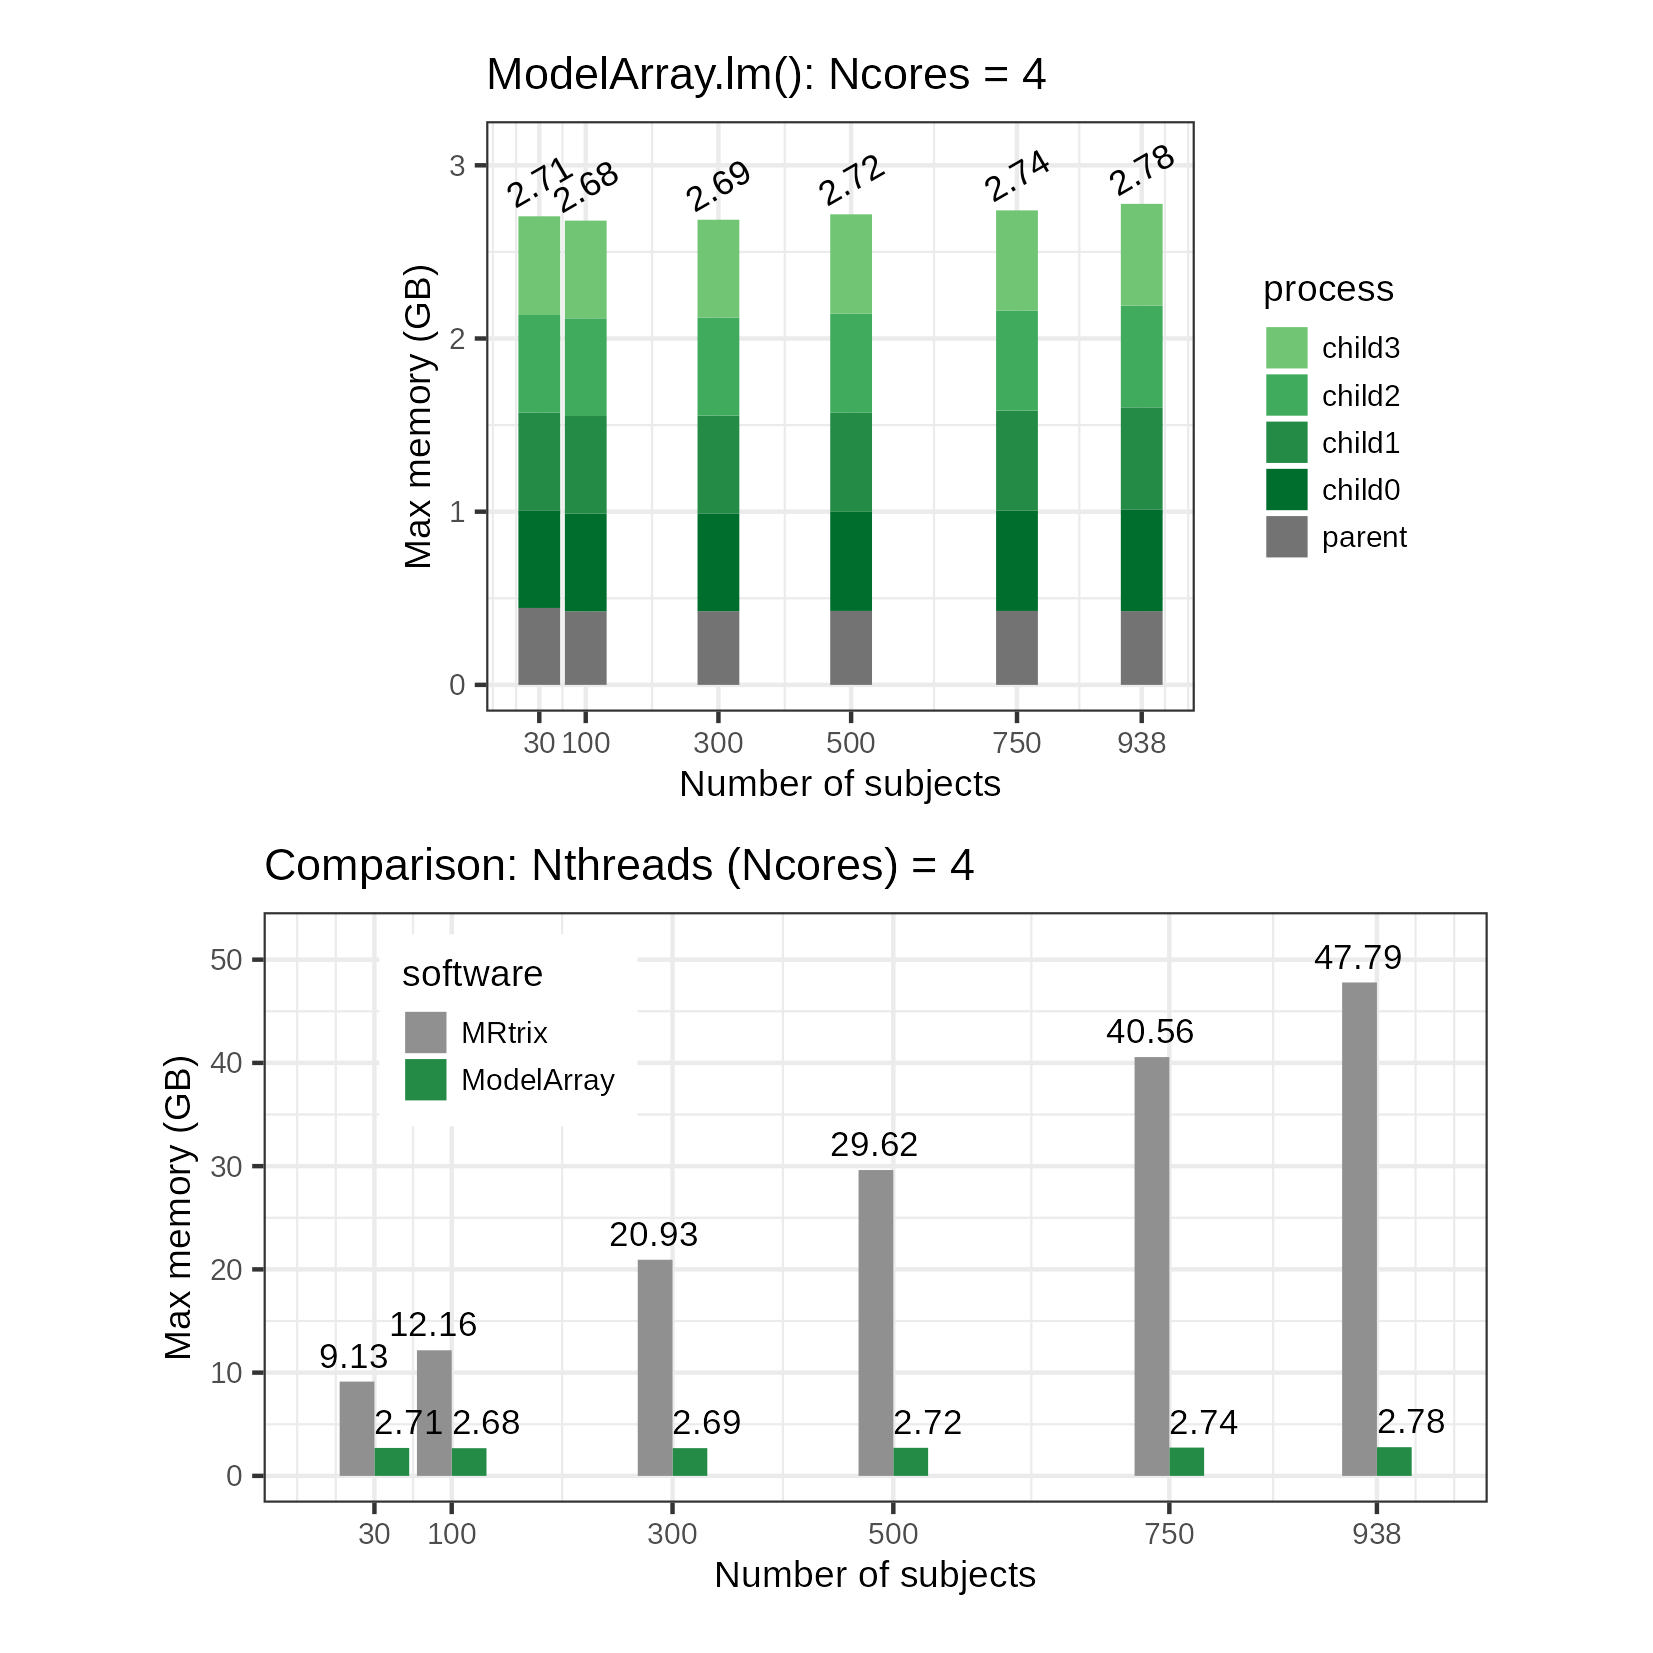 ModelArray.lm(): Ncores = 4
Max memory (GB)
3
2
1
0
2.71
2.68
2.69
2.72
2.74
2.78
30 100 300 500 750 938
Number of subjects
process
child3
child2
child1
child0
parent
Comparison: Nthreads (Ncores) = 4
Max memory (GB)
50
40
30
20
10
0
software
MRtrix
ModelArray
9.13
2.71
12.16
2.68
20.93
2.69
29.62
2.72
40.56
2.74
47.79
2.78
30 100 300 500 750 938
Number of subjects